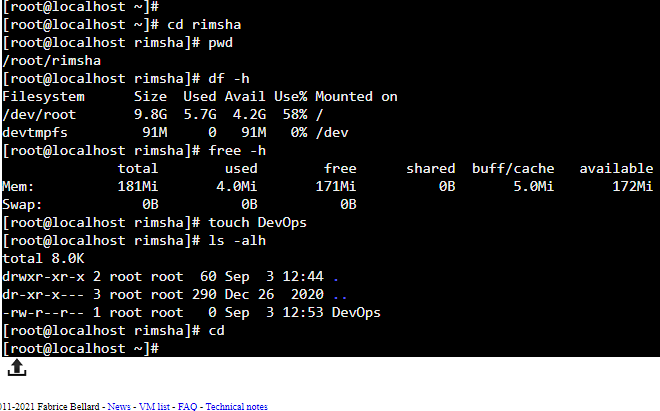 [root@localhost ~]#
[root@localhost ~]# cd rimsha
[root@localhost rimsha]# pwd
/root/rimsha
[root@localhost rimsha]# df -h
Filesystem      Size  Used Avail Use% Mounted on
/dev/root       9.8G  5.7G  4.2G  58% /
devtmpfs         91M     0   91M   0% /dev
[root@localhost rimsha]# free -h
              total        used        free      shared  buff/cache   available
Mem:          181Mi       4.0Mi       171Mi          0B       5.0Mi       172Mi
Swap:            0B          0B          0B
[root@localhost rimsha]# touch DevOps
[root@localhost rimsha]# ls -alh
total 8.0K
drwxr-xr-x 2 root root  60 Sep  3 12:44 .
dr-xr-x--- 3 root root 290 Dec 26  2020 ..
-rw-r--r-- 1 root root   0 Sep  3 12:53 DevOps
[root@localhost rimsha]# cd
[root@localhost ~]#
011-2021 Fabrice Bellard - News - VM list - FAQ - Technical notes